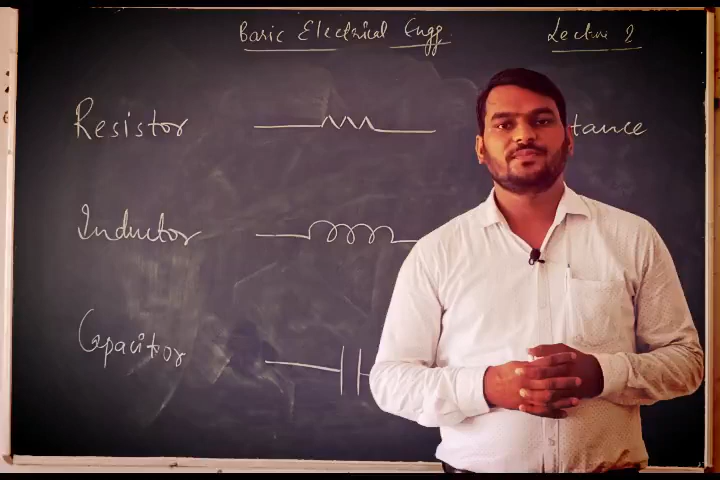 Basic Electrical Engg. Lecture 2
Resistor tance
Inductor
Capacitor